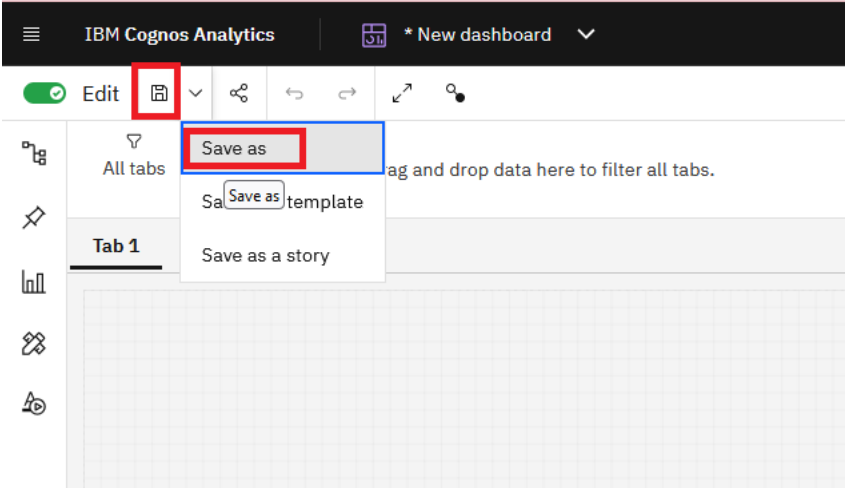 IBM Cognos Analytics
* New dashboard
Edit
Save as
All tabs
ag and drop data here to filter all tabs.
Save as
Sa template
Tab 1
Save as a story